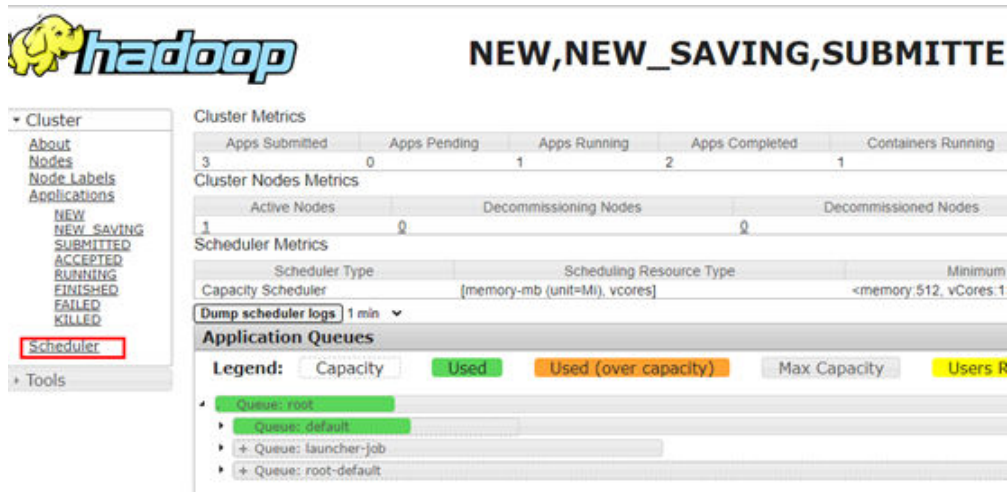 hadoop
NEW,NEW_SAVING,SUBMITTE
Cluster
About
Nodes
Node Labels
Applications
NEW
NEW_SAVING
SUBMITTED
ACCEPTED
RUNNING
FINISHED
FAILED
KILLED
Scheduler
Tools
Cluster Metrics
Apps Submitted Apps Pending Apps Running Apps Completed Containers Running
3 0 1 2 1
Cluster Nodes Metrics
Active Nodes Decommissioning Nodes Decommissioned Nodes
1 0 0
Scheduler Metrics
Scheduler Type Scheduling Resource Type Minimum
Capacity Scheduler [memory-mb (unit=Mi), vcores] <memory:512, vCores:1
Dump scheduler logs 1 min
Application Queues
Legend: Capacity Used Used (over capacity) Max Capacity Users R
Queue: root
Queue: default
+ Queue: launcher-job
+ Queue: root-default